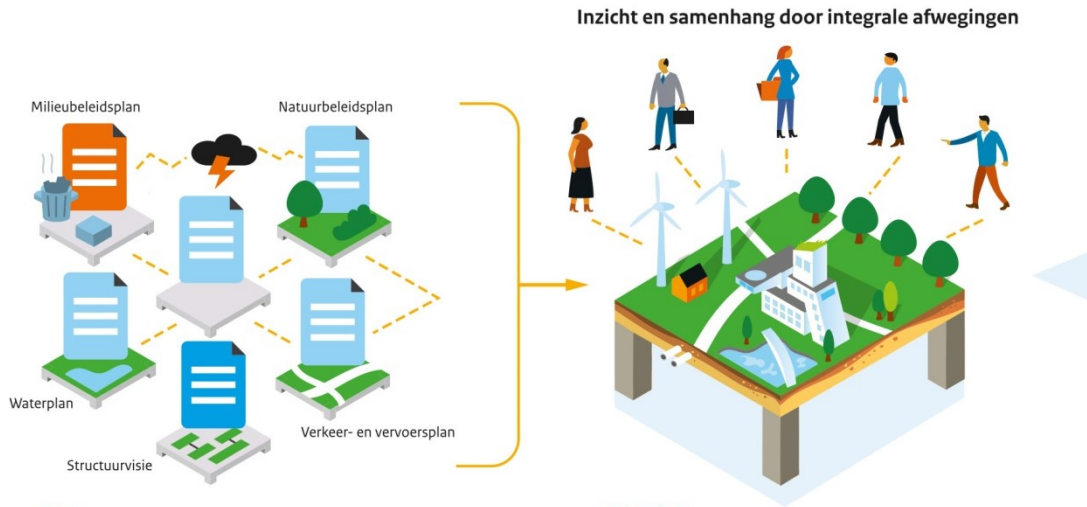 Inzicht en samenhang door integrale afwegingen
Milieubeleidsplan
Natuurbeleidsplan
Waterplan
Verkeer- en vervoersplan
Structuurvisie